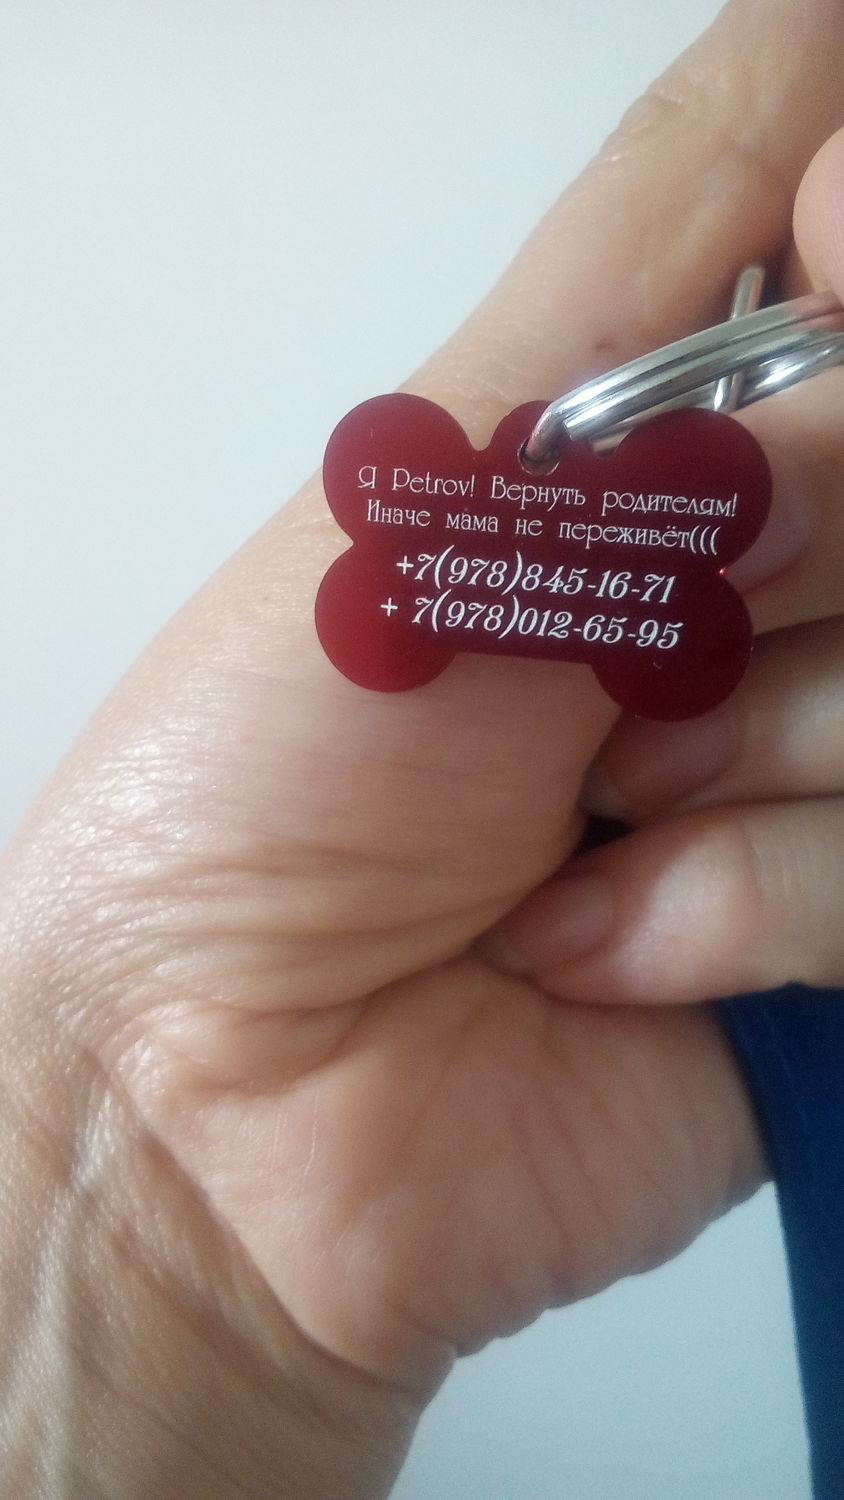 Я Petrov! Вернуть родителям!
Иначе мама не переживёт(((
+7(978)845-16-71
+ 7(978)012-65-95